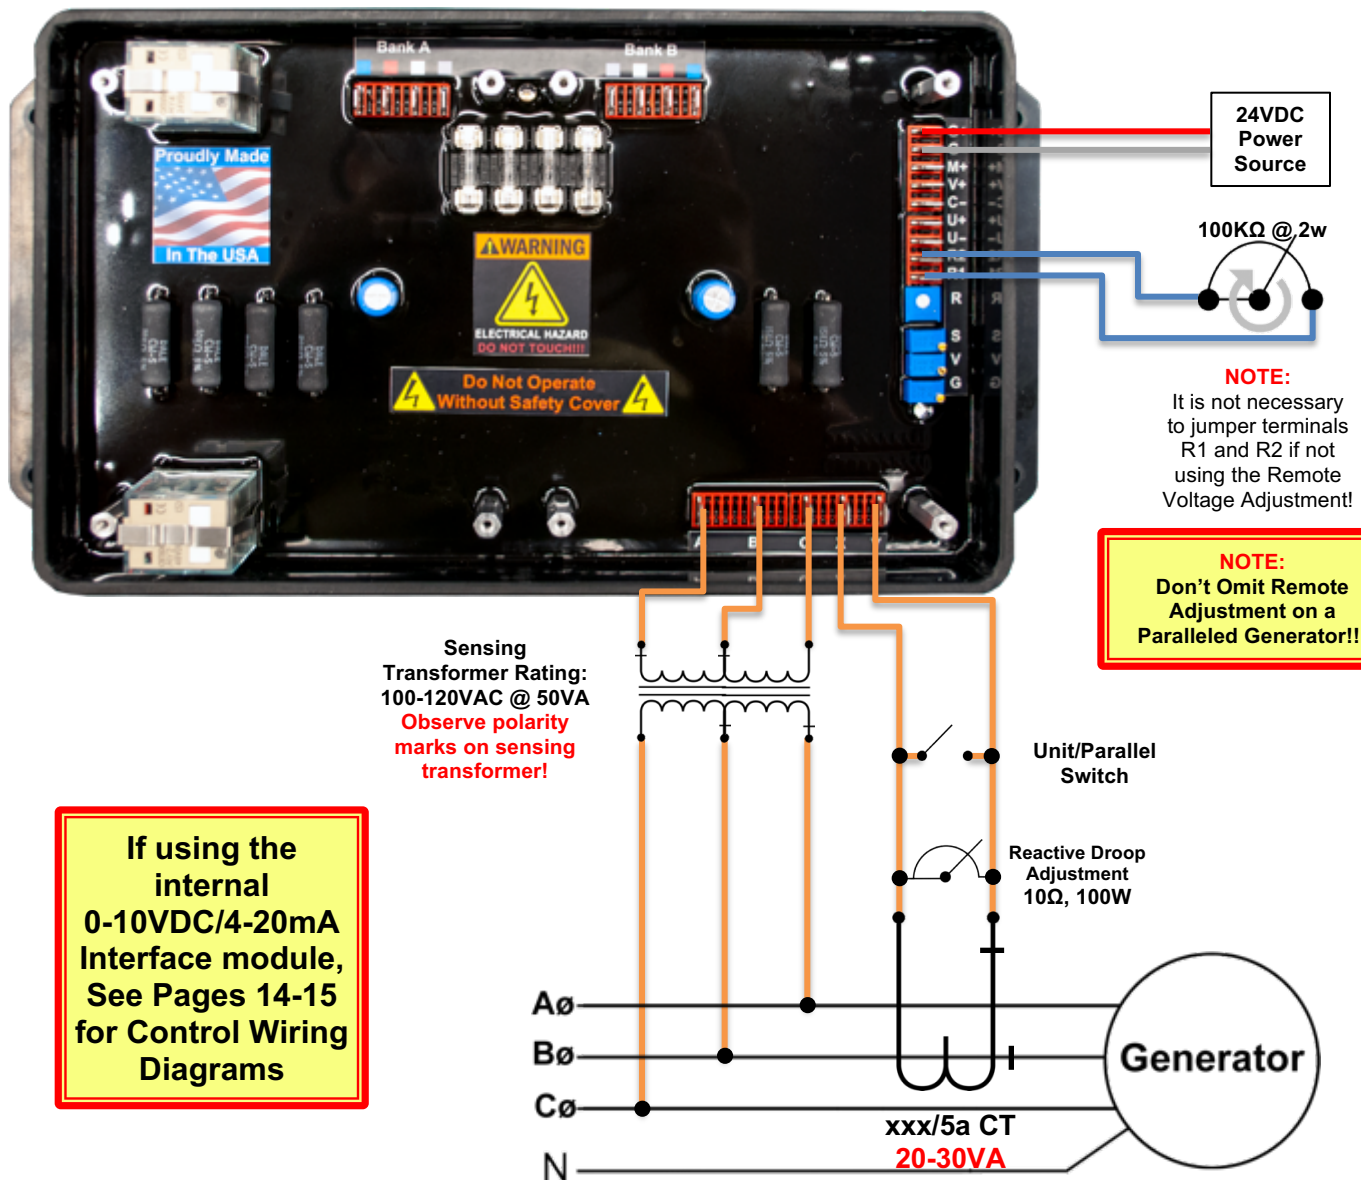 Bank A
Bank B
Proudly Made
In The USA
WARNING
ELECTRICAL HAZARD
DO NOT TOUCH!!!
Do Not Operate
Without Safety Cover
M+
V+
C-
U+
U-
R2
R1
R
S
V
G
A B C X Y
24VDC
Power
Source
100KΩ @ 2w
NOTE:
It is not necessary
to jumper terminals
R1 and R2 if not
using the Remote
Voltage Adjustment!
NOTE:
Don't Omit Remote
Adjustment on a
Paralleled Generator!!
Sensing
Transformer Rating:
100-120VAC @ 50VA
Observe polarity
marks on sensing
transformer!
Unit/Parallel
Switch
Reactive Droop
Adjustment
10Ω, 100W
If using the
internal
0-10VDC/4-20mA
Interface module,
See Pages 14-15
for Control Wiring
Diagrams
Aø
Bø
Cø
N
Generator
xxx/5a CT
20-30VA